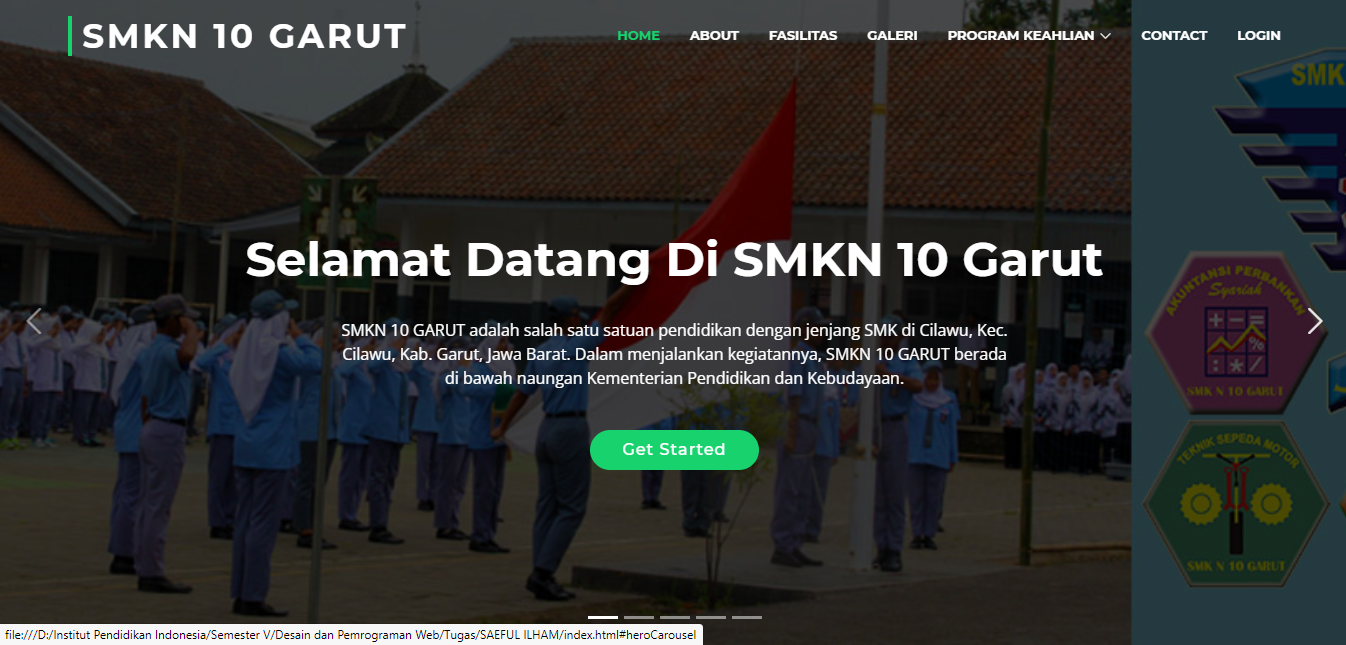 SMKN 10 GARUT
HOME ABOUT FASILITAS GALERI PROGRAM KEAHLIAN CONTACT LOGIN
SMK
Selamat Datang Di SMKN 10 Garut
SMKN 10 GARUT adalah salah satu satuan pendidikan dengan jenjang SMK di Cilawu, Kec.
Cilawu, Kab. Garut, Jawa Barat. Dalam menjalankan kegiatannya, SMKN 10 GARUT berada
di bawah naungan Kementerian Pendidikan dan Kebudayaan.
Get Started
AKUNTANSI PERBANKAN
Syariah
SMK N 10 GARUT
TEKNIK SEPEDA MOTOR
SMK N 10 GARUT
file:///D:/Institut Pendidikan Indonesia/Semester V/Desain dan Pemrograman Web/Tugas/SAEFUL ILHAM/index.html#heroCarousel